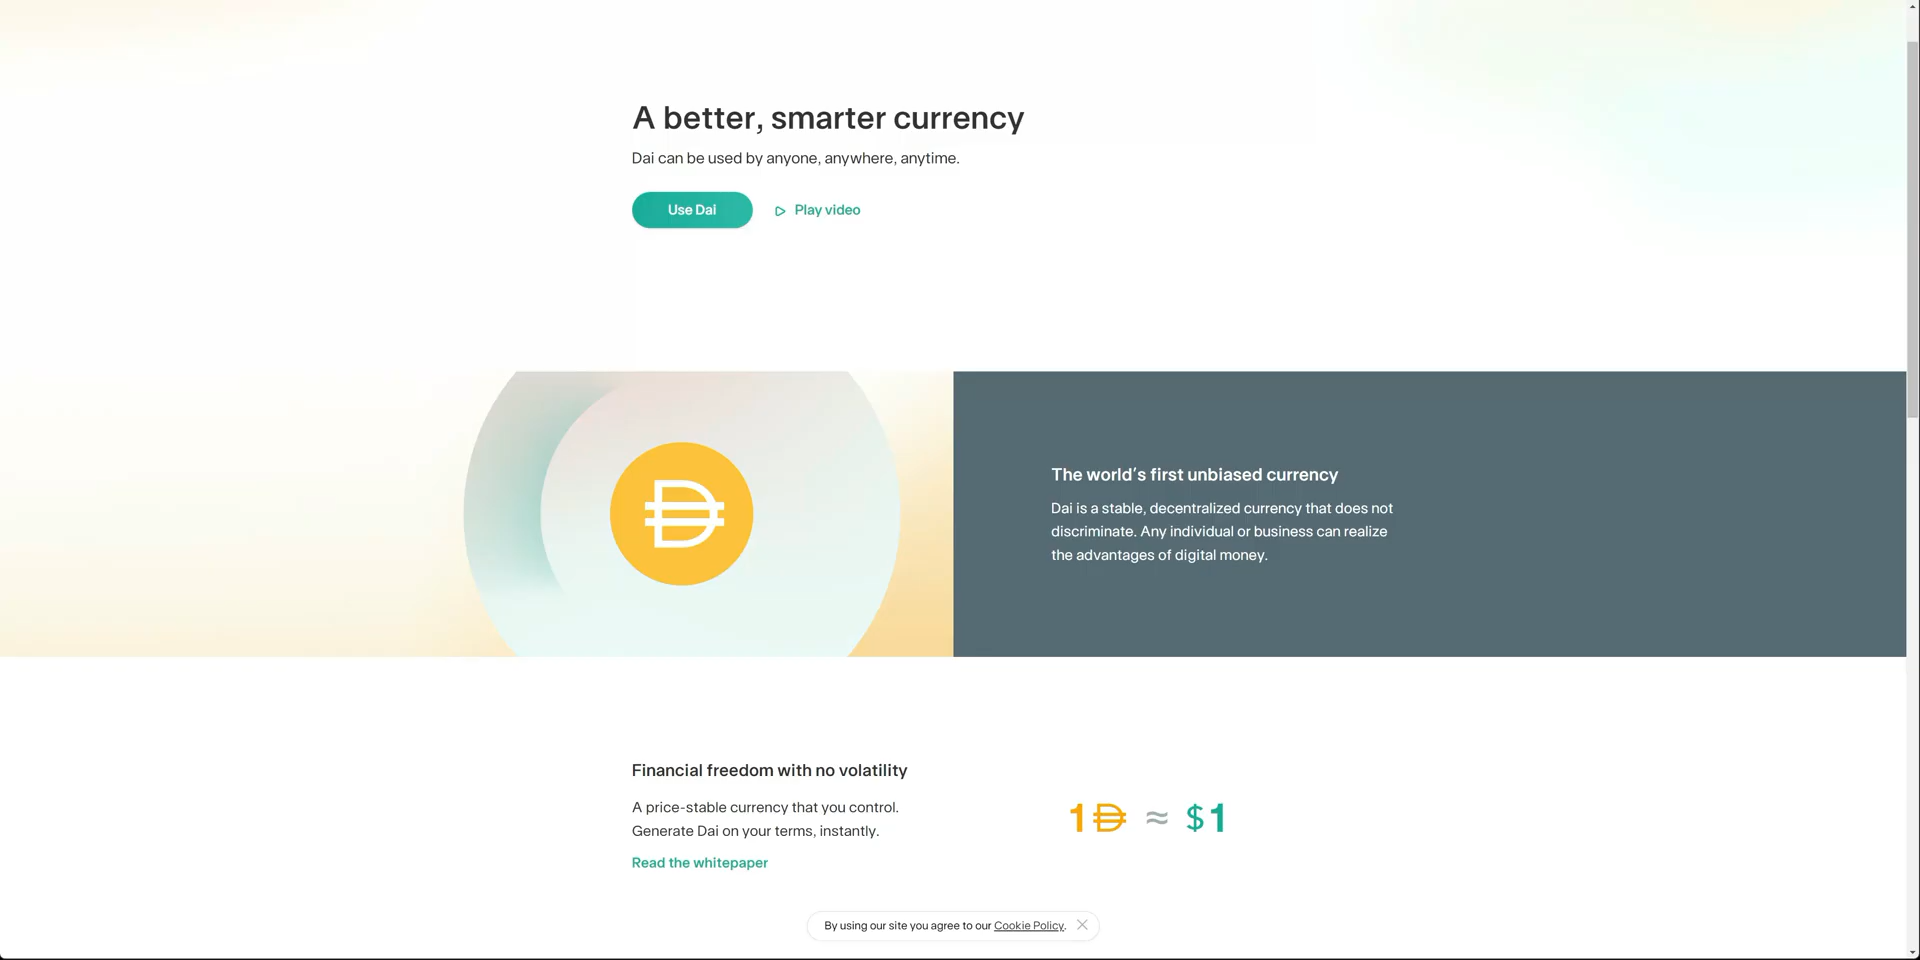 A better, smarter currency
Dai can be used by anyone, anywhere, anytime.
Use Dai
Play video
The world's first unbiased currency
Dai is a stable, decentralized currency that does not
discriminate. Any individual or business can realize
the advantages of digital money.
Financial freedom with no volatility
A price-stable currency that you control.
Generate Dai on your terms, instantly.
Read the whitepaper
1 ≈ $1
By using our site you agree to our Cookie Policy.